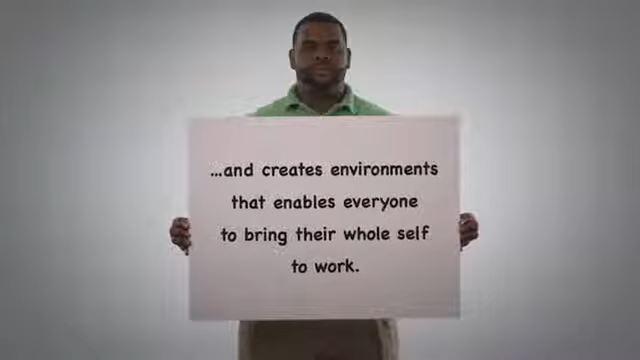 ...and creates environments
that enables everyone
to bring their whole self
to work.